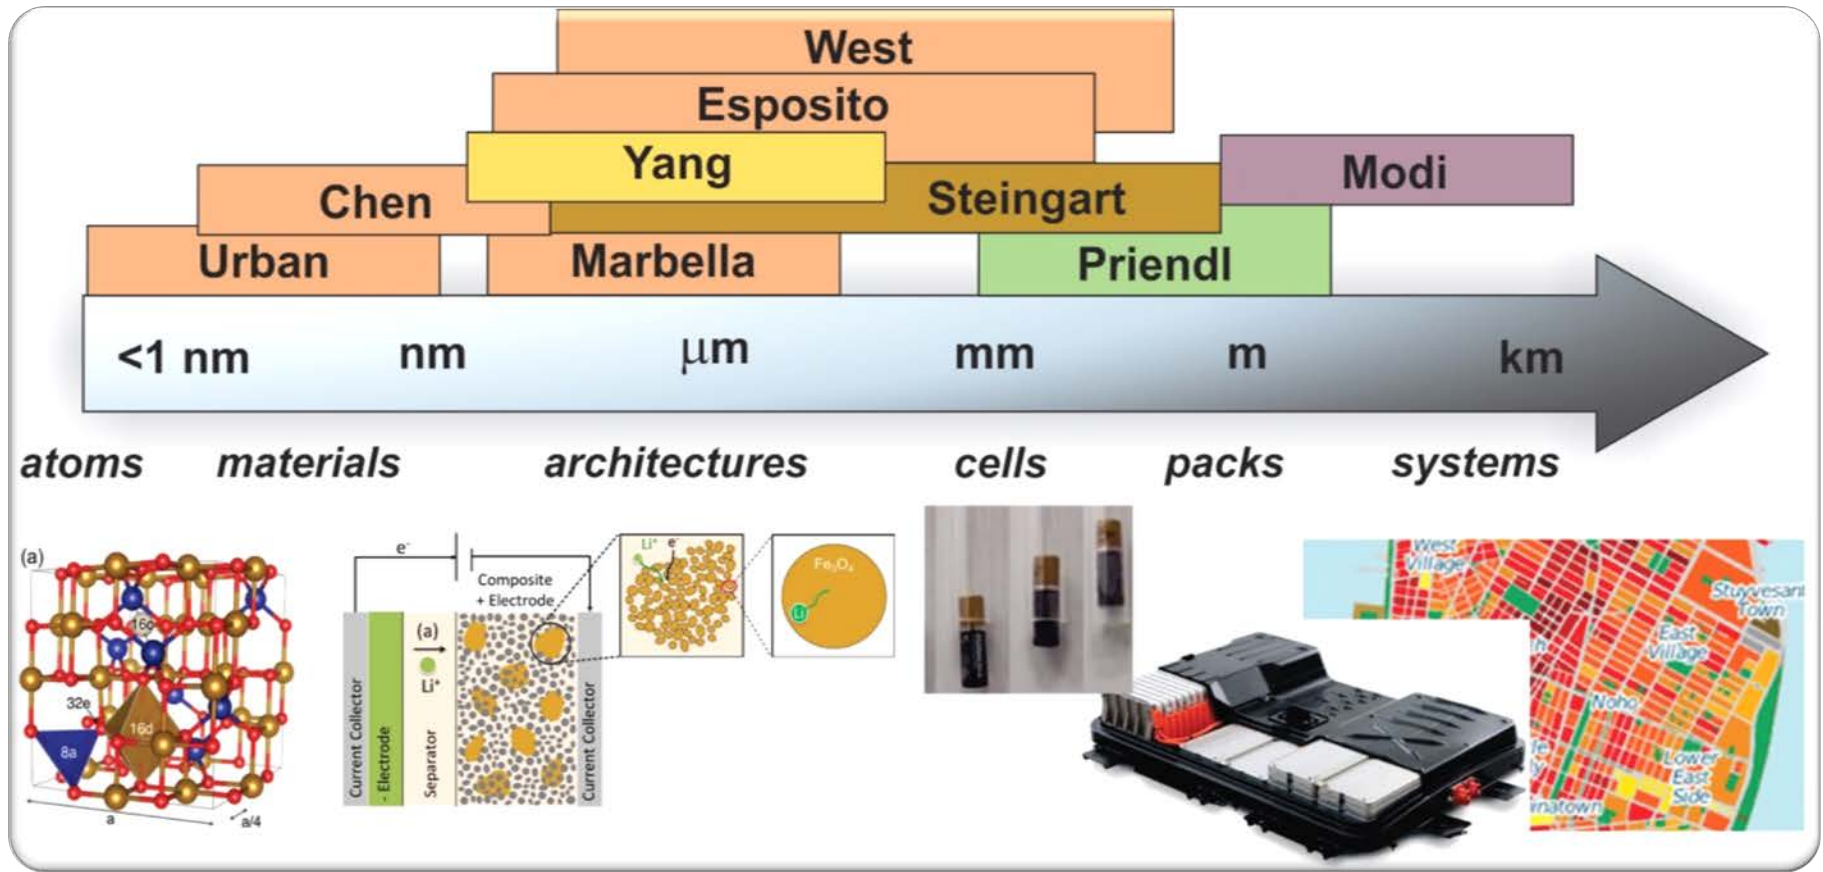 West
Esposito
Yang
Modi
Chen
Steingart
Urban
Marbella
Priendl
<1 nm
nm
μm
mm
m
km
atoms
materials
architectures
cells
packs
systems
(a)
16c
32e
16d
8a
a
a/4
e⁻
Composite
+ Electrode
(a)
Li⁺
Current Collector
- Electrode
Separator
Current Collector
Li⁺
e⁻
Fe₃O₄
Li
West
Village
Stuyvesant
Town
East
Village
Noho
Lower
East
Side
inatown